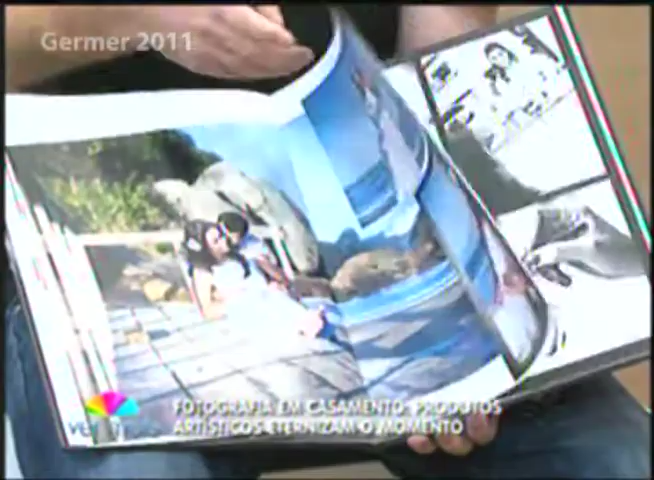 Germer 2011
FOTOGRAFIA EM CASAMENTO: PRODUTOS
ARTÍSTICOS ETERNIZAM O MOMENTO